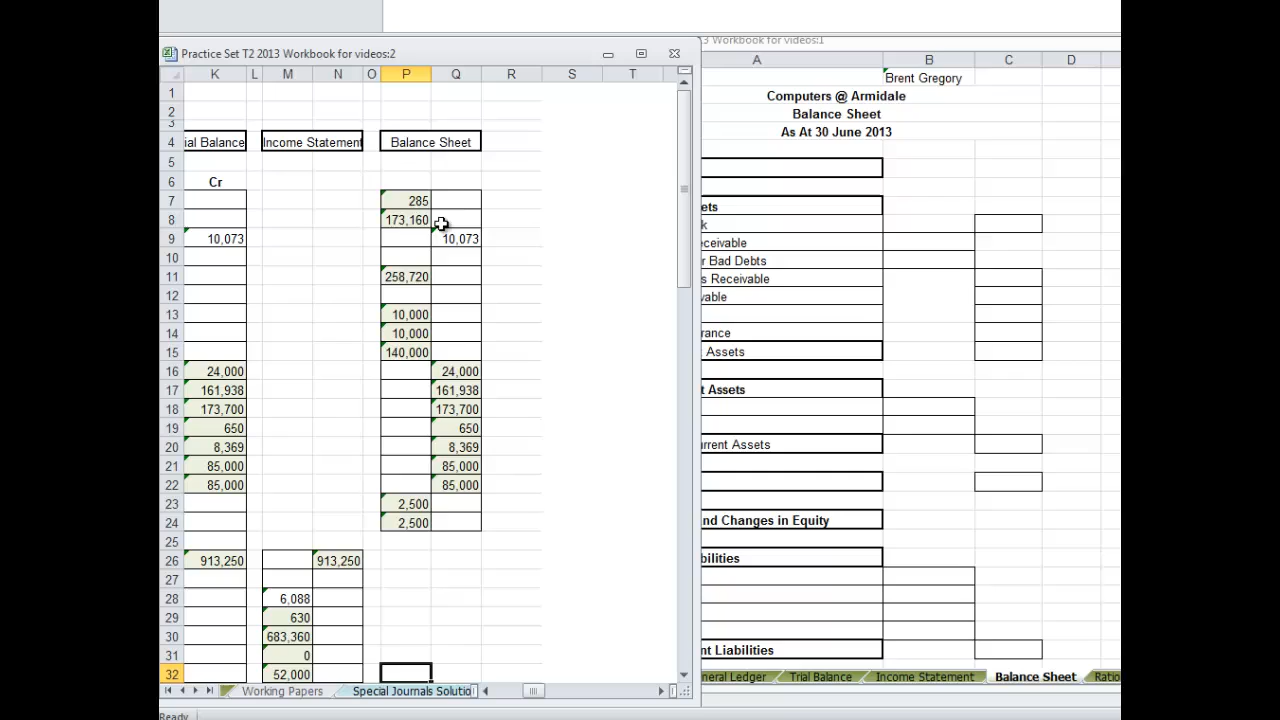 Practice Set T2 2013 Workbook for videos:2
K L M N O P Q R S T
1
2
3
4 ial Balance Income Statement Balance Sheet
5
6 Cr
7 285
8 173,160
9 10,073 10,073
10
11 258,720
12
13 10,000
14 10,000
15 140,000
16 24,000 24,000
17 161,938 161,938
18 173,700 173,700
19 650 650
20 8,369 8,369
21 85,000 85,000
22 85,000 85,000
23 2,500
24 2,500
25
26 913,250 913,250
27
28 6,088
29 630
30 683,360
31 0
32 52,000
Working Papers Special Journals Solutio
Ready
13 Workbook for videos:1
A B C D
Brent Gregory
Computers @ Armidale
Balance Sheet
As At 30 June 2013
ets
k
eceivable
r Bad Debts
s Receivable
vable
rance
Assets
t Assets
urrent Assets
nd Changes in Equity
bilities
nt Liabilities
neral Ledger Trial Balance Income Statement Balance Sheet Ratio